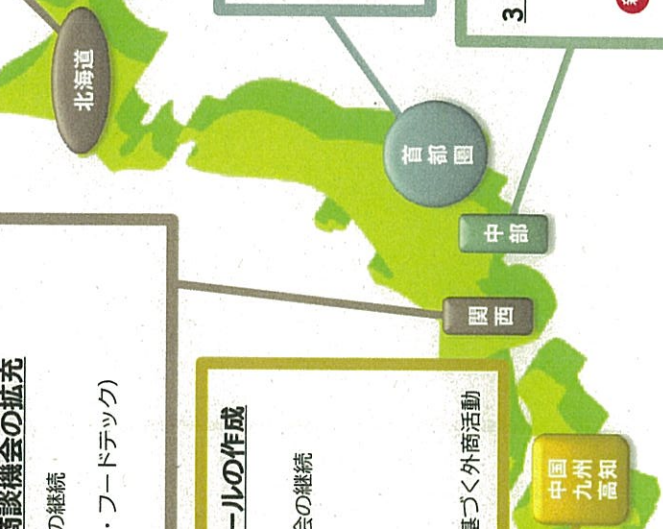 商談機会の拡充
の継続
・フードテック)
北海道
ールの作成
会の継続
基づく外商活動
首都圏
3.
中部
関西
中国
九州
高知